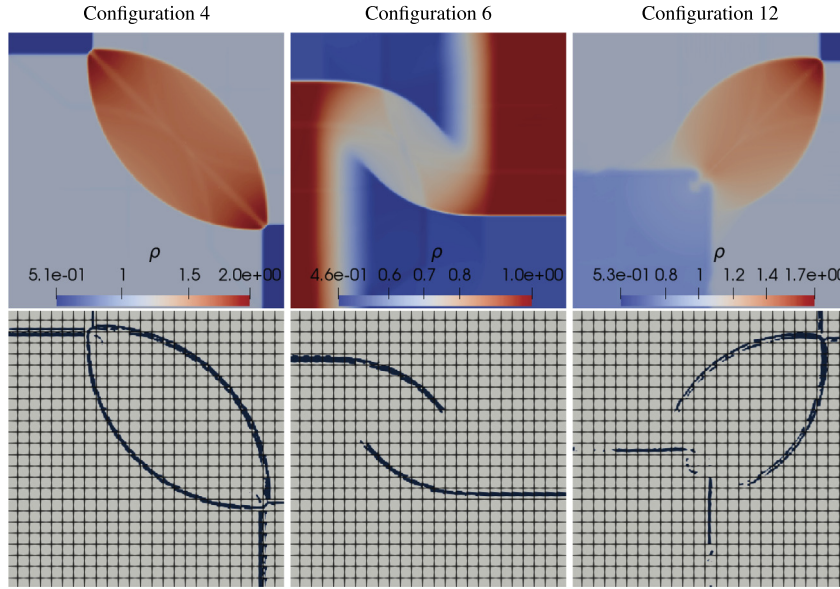 Configuration 4 Configuration 6 Configuration 12
ρ ρ ρ
5.1e-01 1 1.5 2.0e+00 4.6e-01 0.6 0.7 0.8 1.0e+00 5.3e-01 0.8 1 1.2 1.4 1.7e+00